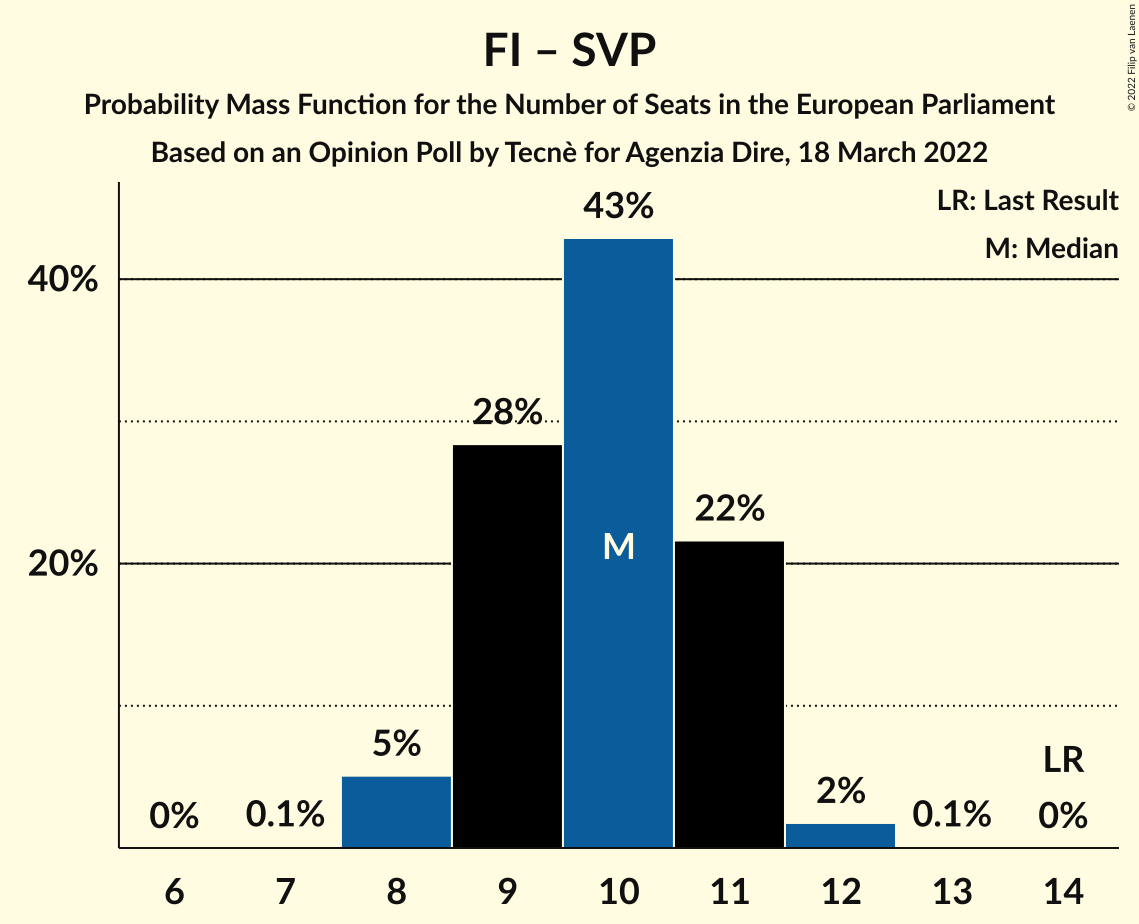 FI – SVP
Probability Mass Function for the Number of Seats in the European Parliament
Based on an Opinion Poll by Tecnè for Agenzia Dire, 18 March 2022
© 2022 Filip van Laenen
LR: Last Result
M: Median
43%
40%
28%
22%
M
20%
5%
LR
2%
0%
0.1%
0.1%
0%
6 7 8 9 10 11 12 13 14